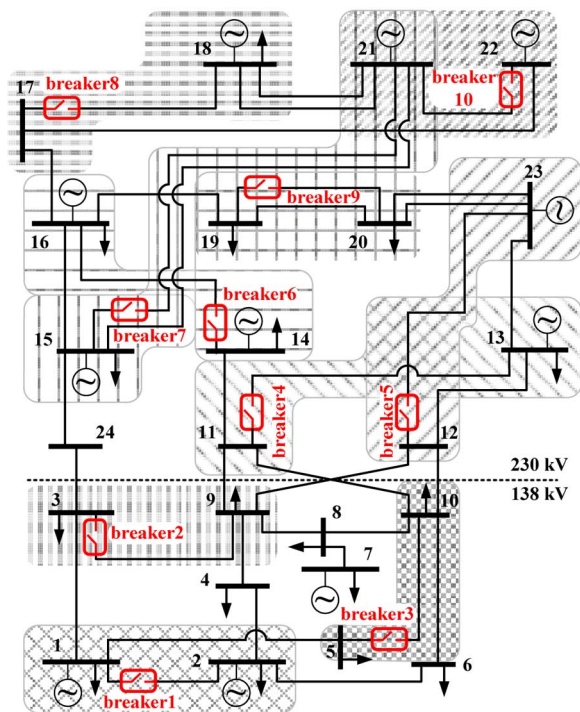 18
21
22
17
breaker8
breaker
10
23
breaker9
16
19
20
breaker6
15
breaker7
14
13
breaker4
breaker5
24
11
12
230 kV
138 kV
3
9
10
breaker2
8
7
4
breaker3
1
2
5
6
breaker1